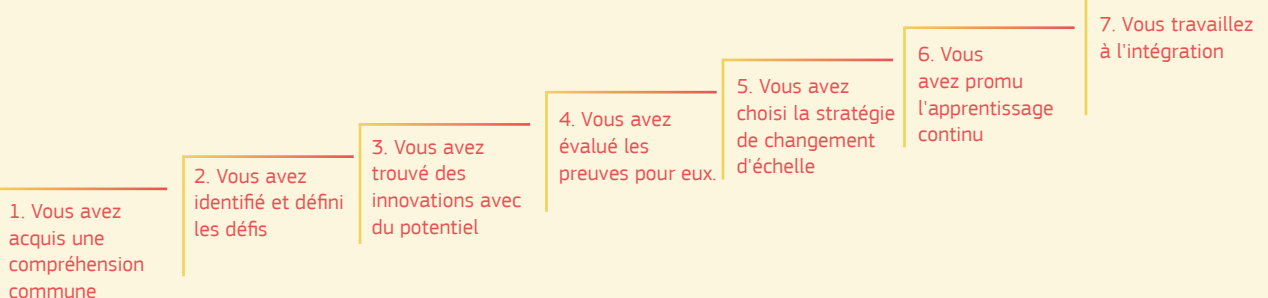 1. Vous avez
acquis une
compréhension
commune
2. Vous avez
identifié et défini
les défis
3. Vous avez
trouvé des
innovations avec
du potentiel
4. Vous avez
évalué les
preuves pour eux.
5. Vous avez
choisi la stratégie
de changement
d'échelle
6. Vous
avez promu
l'apprentissage
continu
7. Vous travaillez
à l'intégration